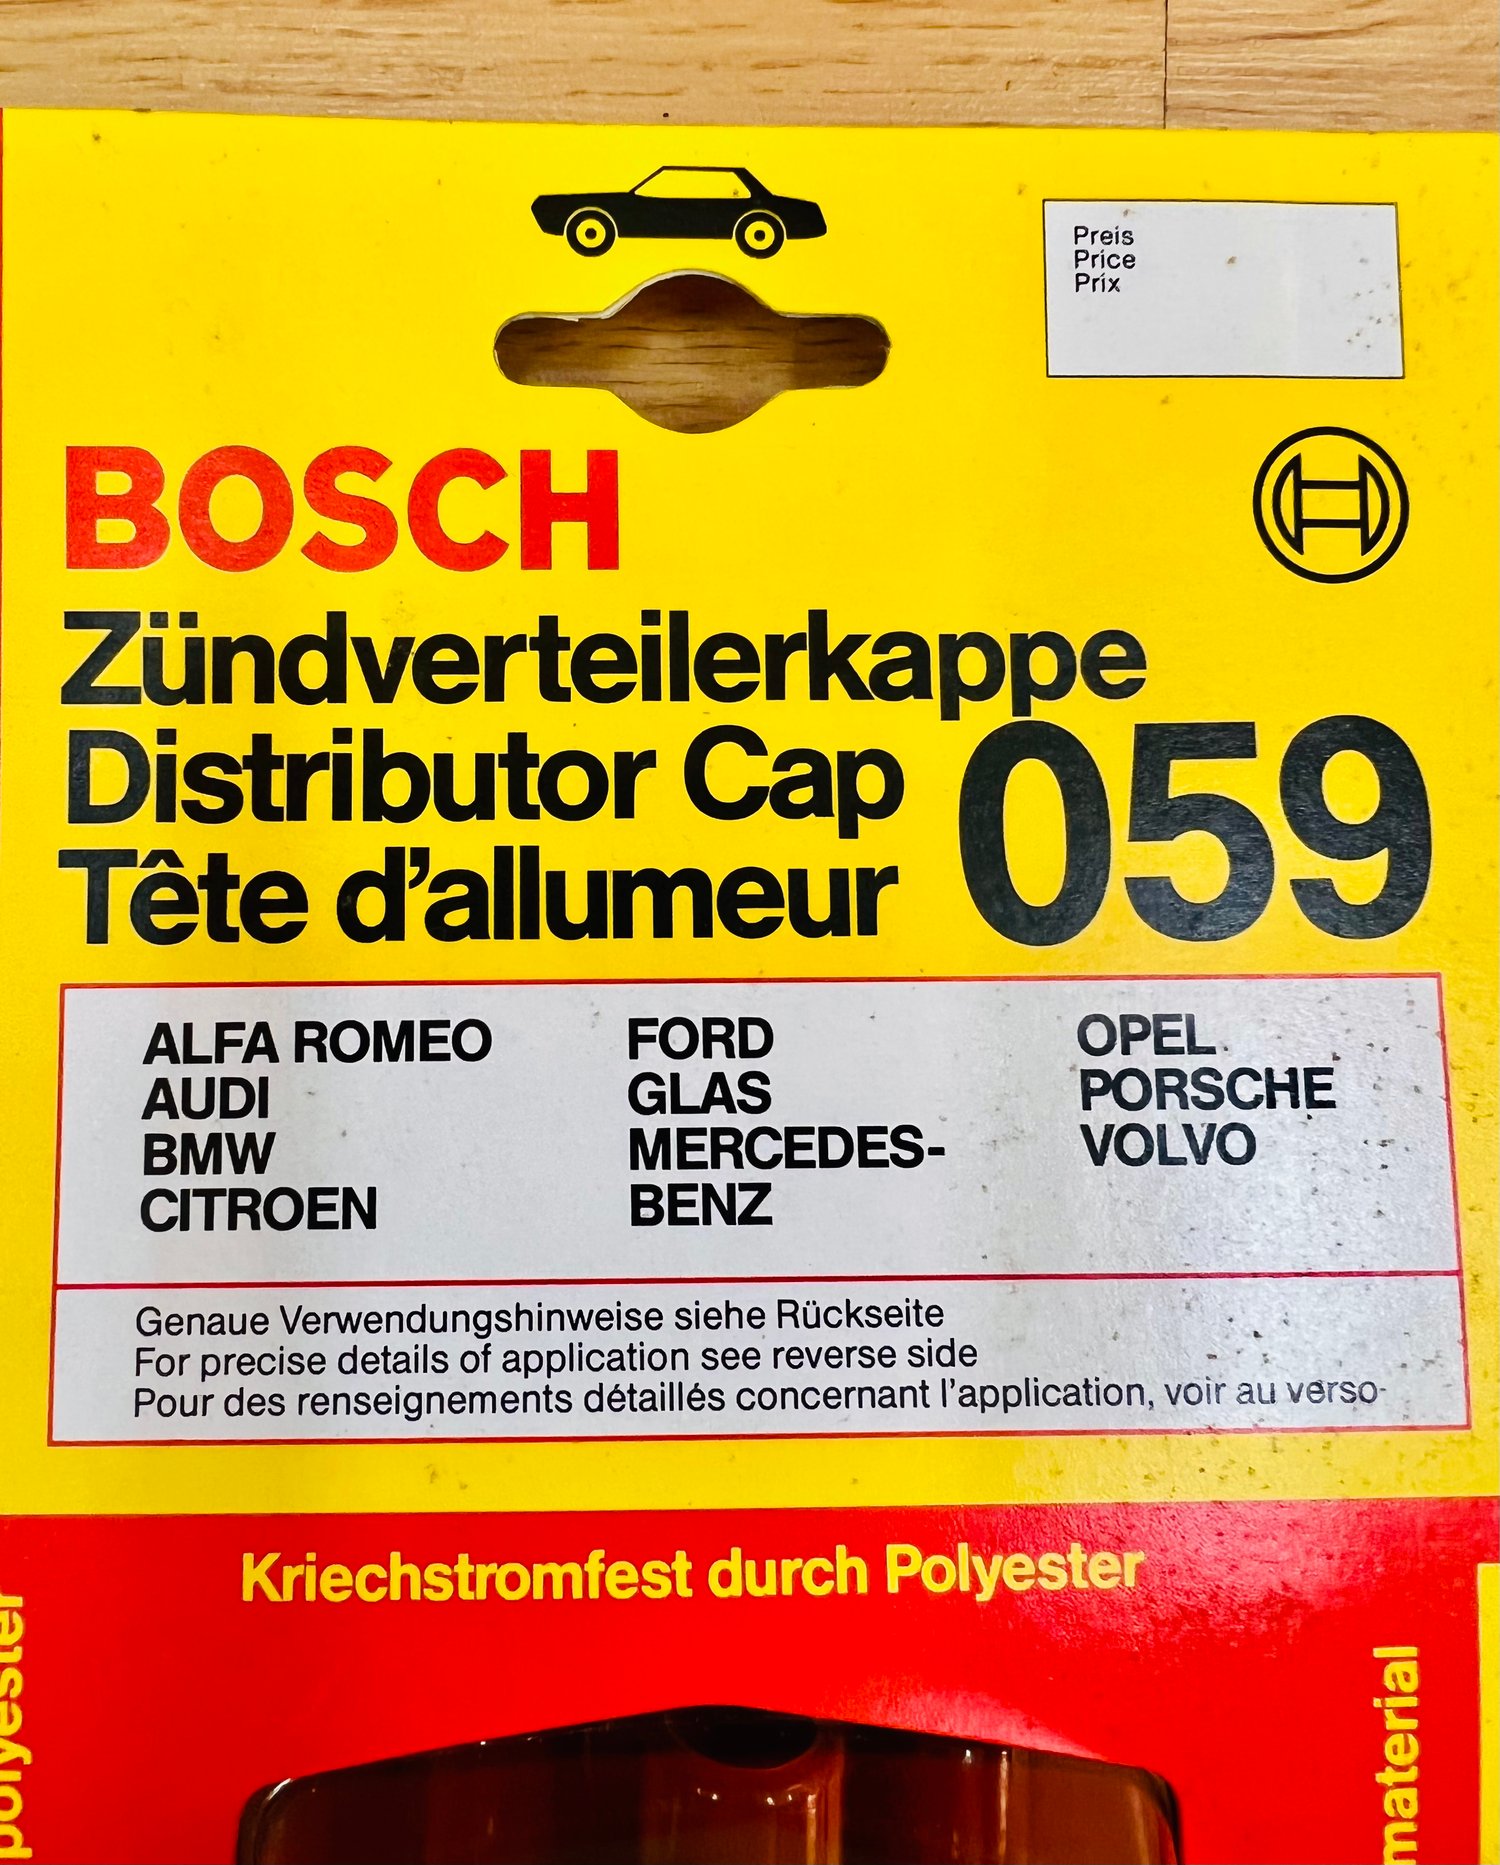 Preis
Price
Prix
BOSCH
Zündverteilerkappe
Distributor Cap
Tête d'allumeur
059
ALFA ROMEO
AUDI
BMW
CITROEN
FORD
GLAS
MERCEDES-
BENZ
OPEL
PORSCHE
VOLVO
Genaue Verwendungshinweise siehe Rückseite
For precise details of application see reverse side
Pour des renseignements détaillés concernant l'application, voir au verso
Kriechstromfest durch Polyester
polyester
material